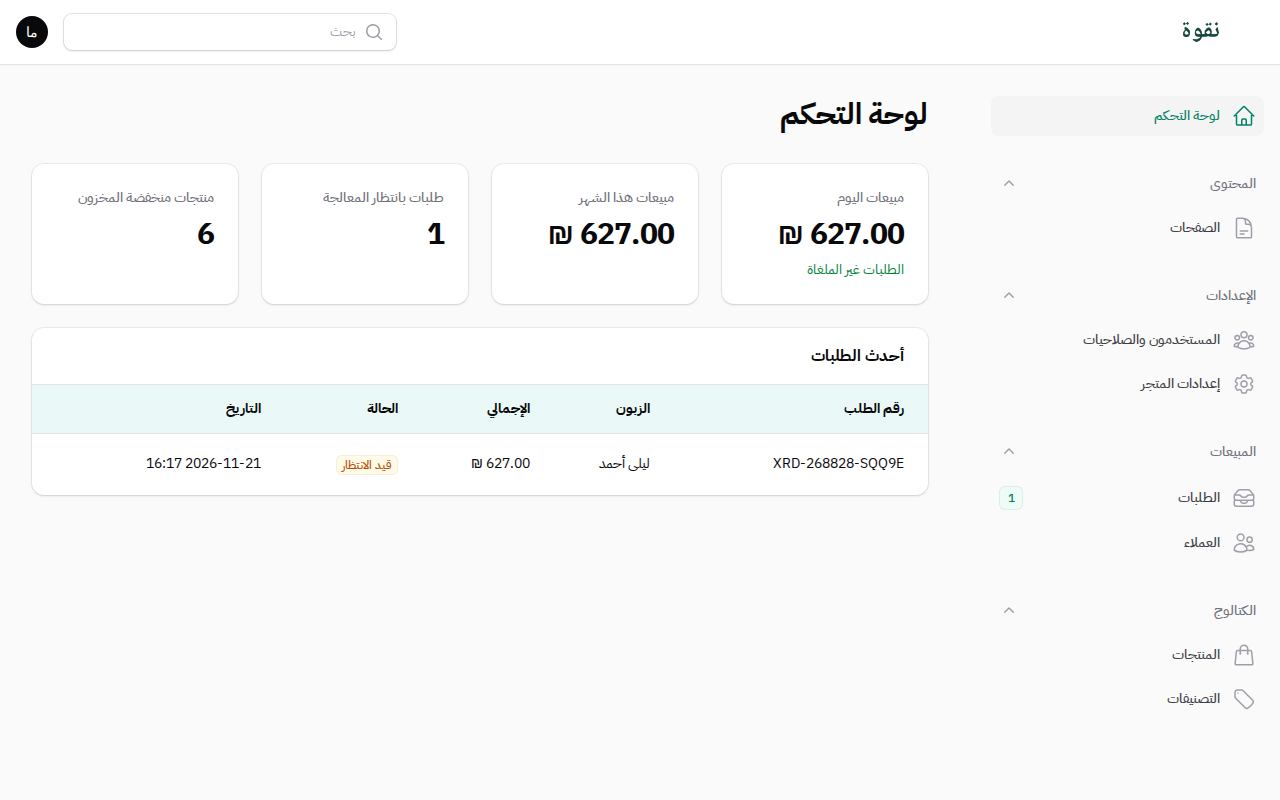 نقوة
بحث
ما
لوحة التحكم
المحتوى
الصفحات
الإعدادات
المستخدمون والصلاحيات
إعدادات المتجر
المبيعات
الطلبات
1
العملاء
الكتالوج
المنتجات
التصنيفات
لوحة التحكم
مبيعات اليوم
627.00 ₪
الطلبات غير الملغاة
مبيعات هذا الشهر
627.00 ₪
طلبات بانتظار المعالجة
1
منتجات منخفضة المخزون
6
أحدث الطلبات
رقم الطلب الزبون الإجمالي الحالة التاريخ
XRD-268828-SQQ9E ليلى أحمد 627.00 ₪ قيد الانتظار 2026-11-21 16:17